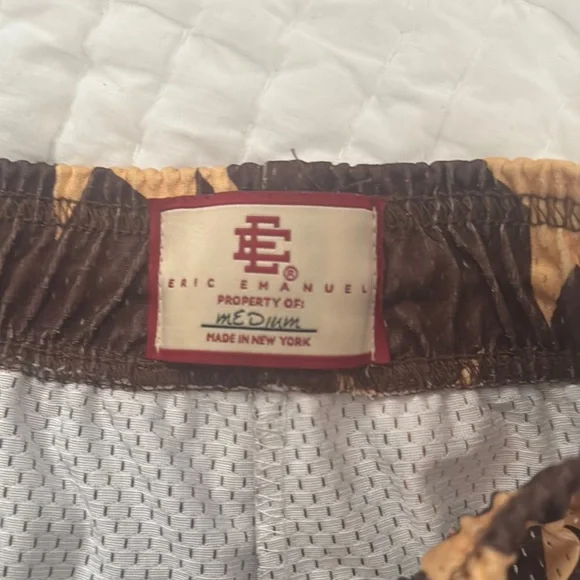 EE®
ERIC EMANUEL
PROPERTY OF:
mEDIUm
MADE IN NEW YORK